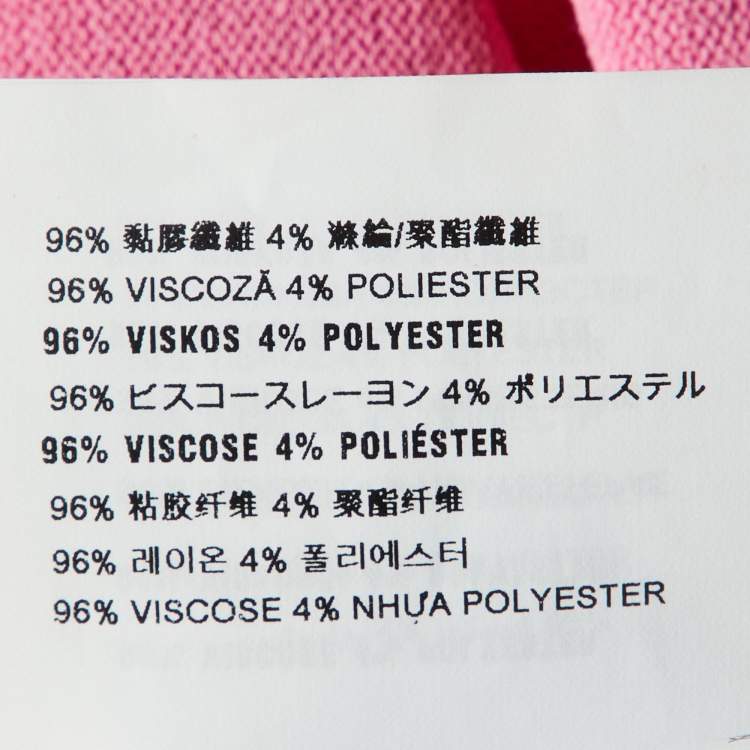 96% 黏膠纖維 4% 滌綸/聚酯纖維
96% VISCOZĂ 4% POLIESTER
96% VISKOS 4% POLYESTER
96% ビスコースレーヨン 4% ポリエステル
96% VISCOSE 4% POLIÉSTER
96% 粘胶纤维 4% 聚酯纤维
96% 레이온 4% 폴리에스터
96% VISCOSE 4% NHỰA POLYESTER